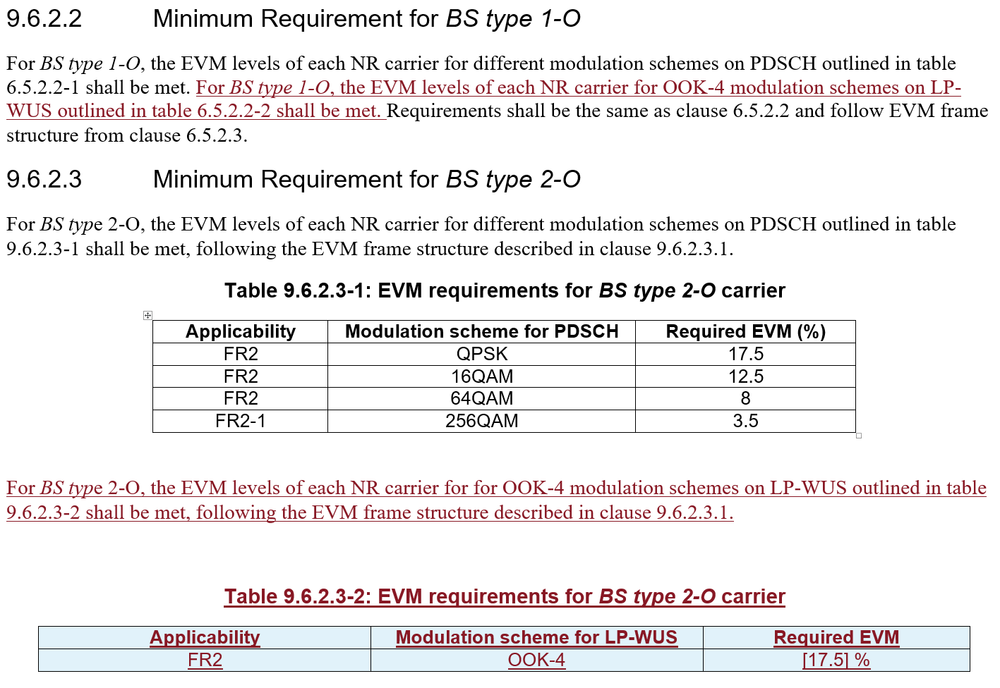 9.6.2.2 Minimum Requirement for BS type 1-O
For BS type 1-O, the EVM levels of each NR carrier for different modulation schemes on PDSCH outlined in table
6.5.2.2-1 shall be met. For BS type 1-O, the EVM levels of each NR carrier for OOK-4 modulation schemes on LP-
WUS outlined in table 6.5.2.2-2 shall be met. Requirements shall be the same as clause 6.5.2.2 and follow EVM frame
structure from clause 6.5.2.3.
9.6.2.3 Minimum Requirement for BS type 2-O
For BS type 2-O, the EVM levels of each NR carrier for different modulation schemes on PDSCH outlined in table
9.6.2.3-1 shall be met, following the EVM frame structure described in clause 9.6.2.3.1.
Table 9.6.2.3-1: EVM requirements for BS type 2-O carrier
Applicability Modulation scheme for PDSCH Required EVM (%)
FR2 QPSK 17.5
FR2 16QAM 12.5
FR2 64QAM 8
FR2-1 256QAM 3.5
For BS type 2-O, the EVM levels of each NR carrier for for OOK-4 modulation schemes on LP-WUS outlined in table
9.6.2.3-2 shall be met, following the EVM frame structure described in clause 9.6.2.3.1.
Table 9.6.2.3-2: EVM requirements for BS type 2-O carrier
Applicability Modulation scheme for LP-WUS Required EVM
FR2 OOK-4 [17.5] %